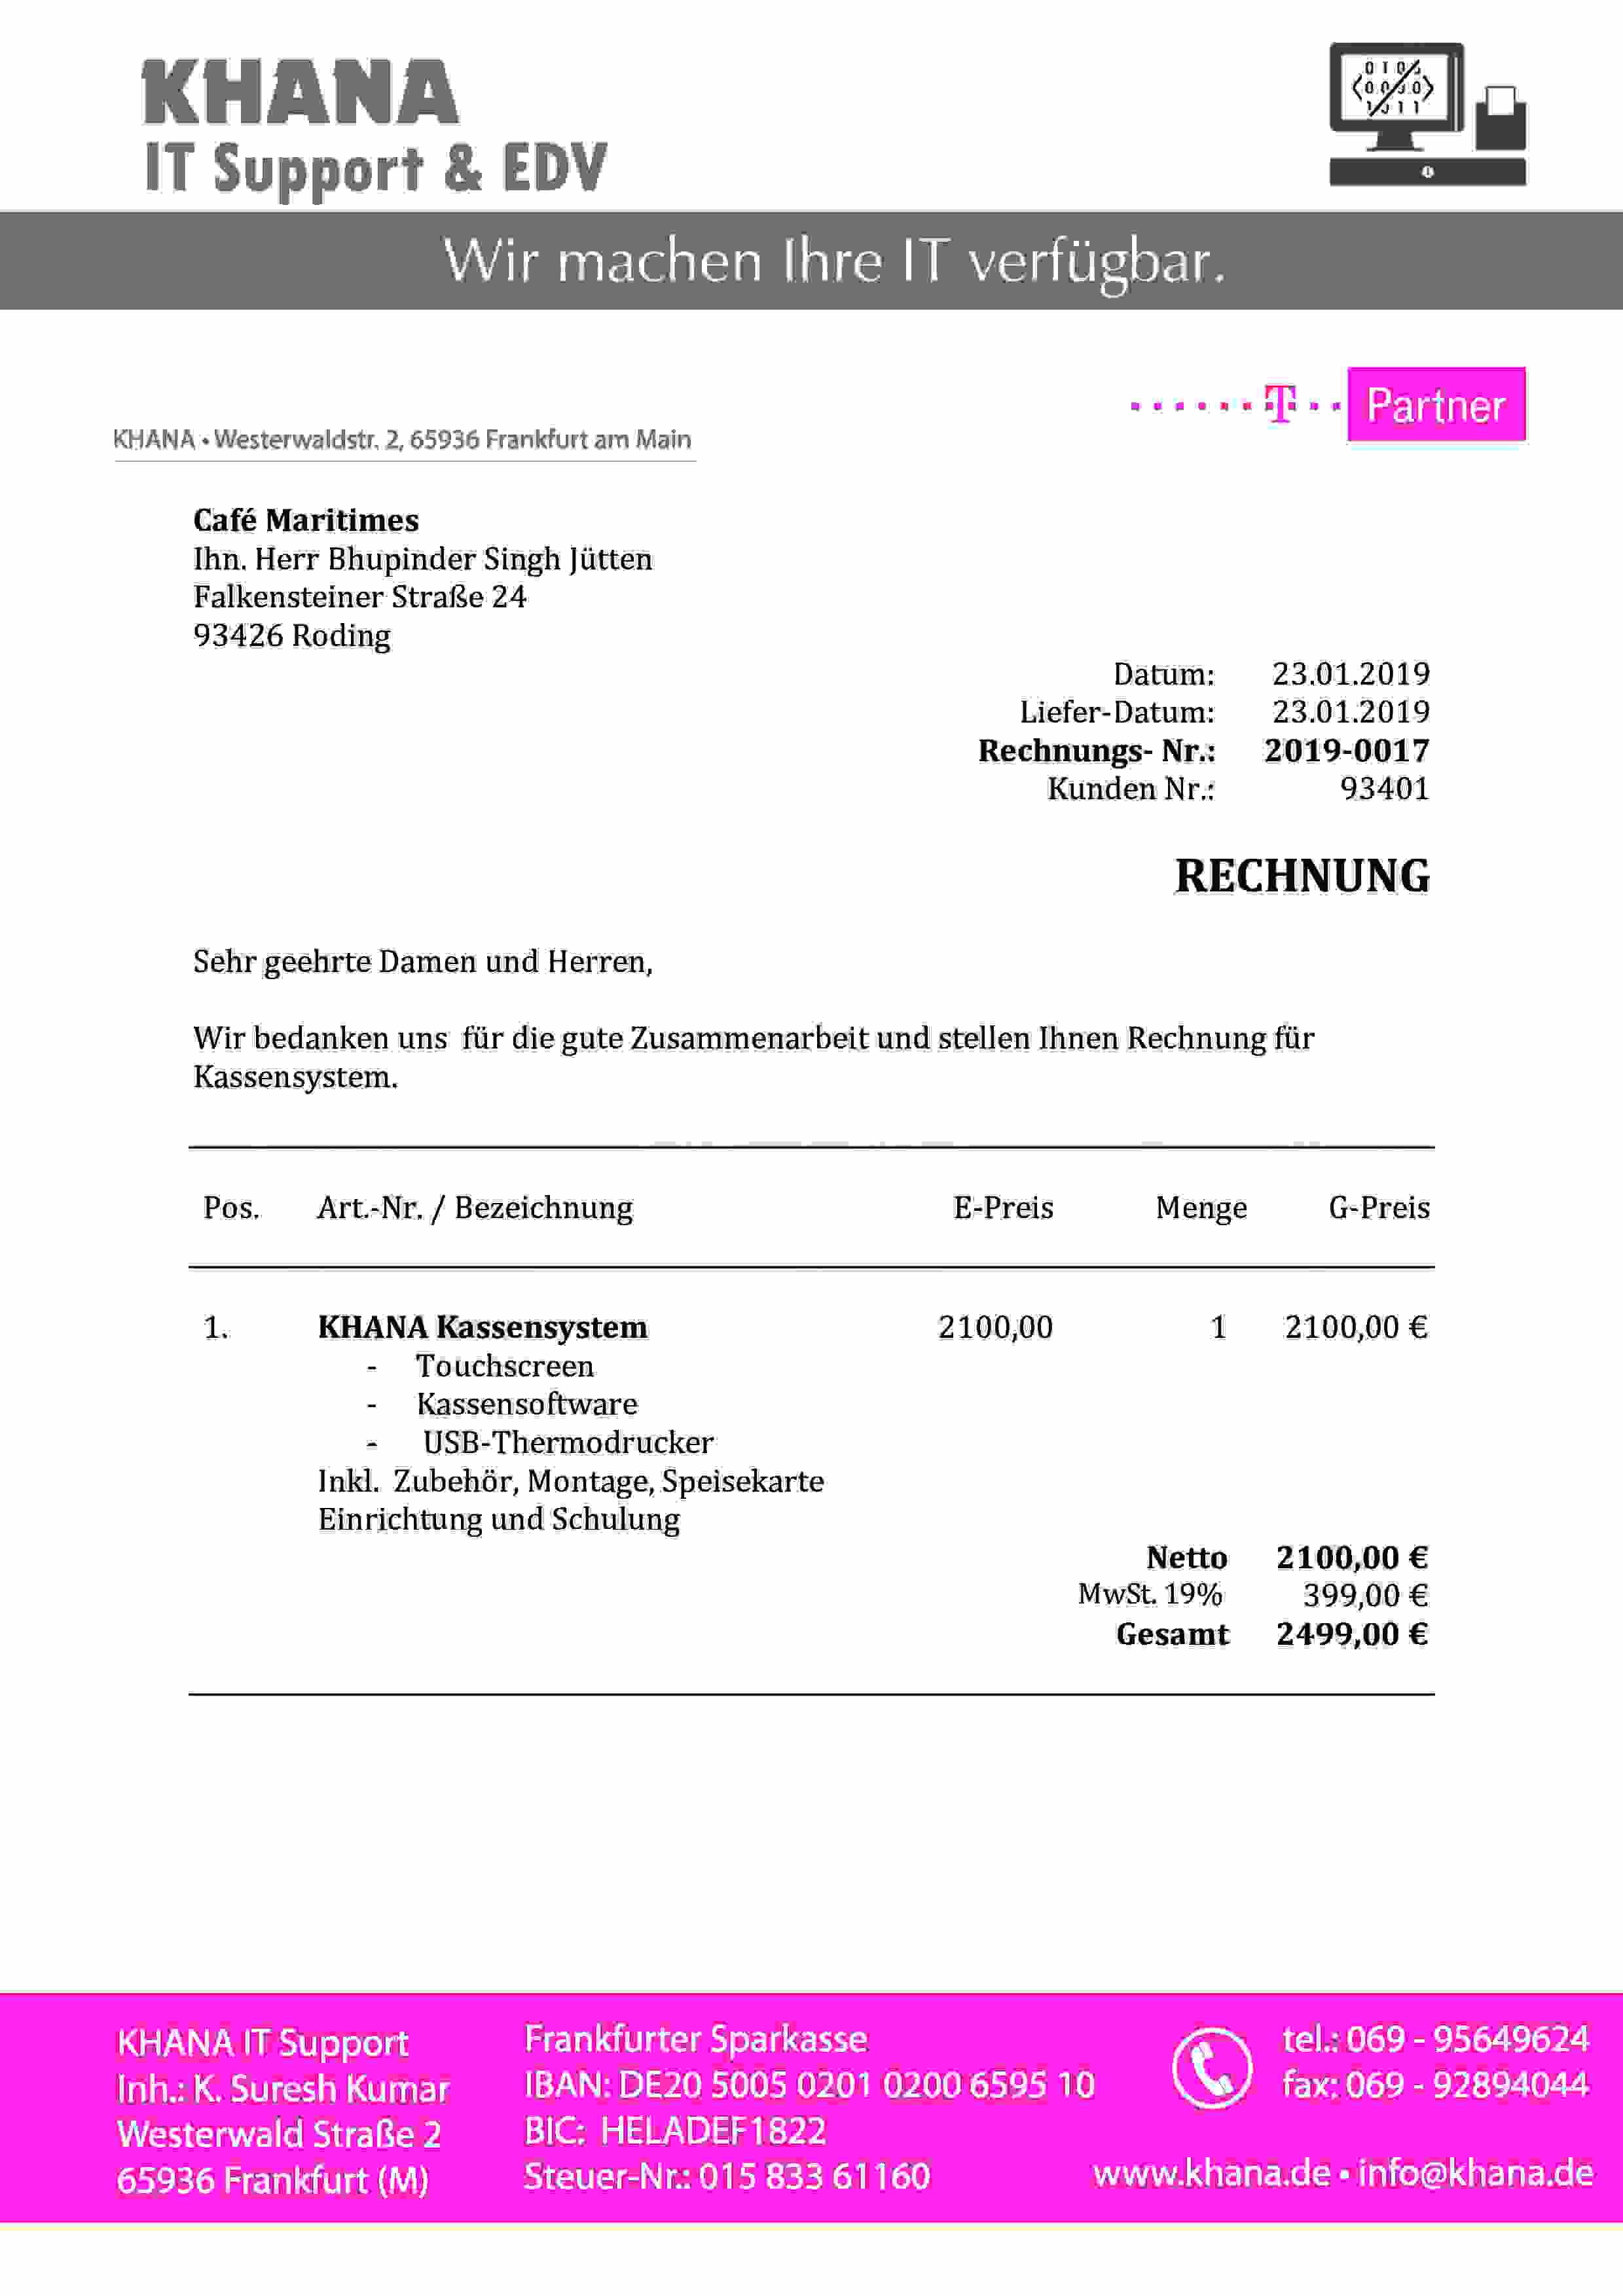 KHANA
IT Support & EDV
Wir machen Ihre IT verfügbar.
T Partner
KHANA • Westerwaldstr. 2, 65936 Frankfurt am Main
Café Maritimes
Ihn. Herr Bhupinder Singh Jütten
Falkensteiner Straße 24
93426 Roding
Datum: 23.01.2019
Liefer-Datum: 23.01.2019
Rechnungs- Nr.: 2019-0017
Kunden Nr.: 93401
RECHNUNG
Sehr geehrte Damen und Herren,
Wir bedanken uns für die gute Zusammenarbeit und stellen Ihnen Rechnung für
Kassensystem.
Pos. Art.-Nr. / Bezeichnung E-Preis Menge G-Preis
1. KHANA Kassensystem 2100,00 1 2100,00 €
- Touchscreen
- Kassensoftware
- USB-Thermodrucker
Inkl. Zubehör, Montage, Speisekarte
Einrichtung und Schulung
Netto 2100,00 €
MwSt. 19% 399,00 €
Gesamt 2499,00 €
KHANA IT Support
Inh.: K. Suresh Kumar
Westerwald Straße 2
65936 Frankfurt (M)
Frankfurter Sparkasse
IBAN: DE20 5005 0201 0200 6595 10
BIC: HELADEF1822
Steuer-Nr.: 015 833 61160
tel.: 069 - 95649624
fax: 069 - 92894044
www.khana.de • info@khana.de